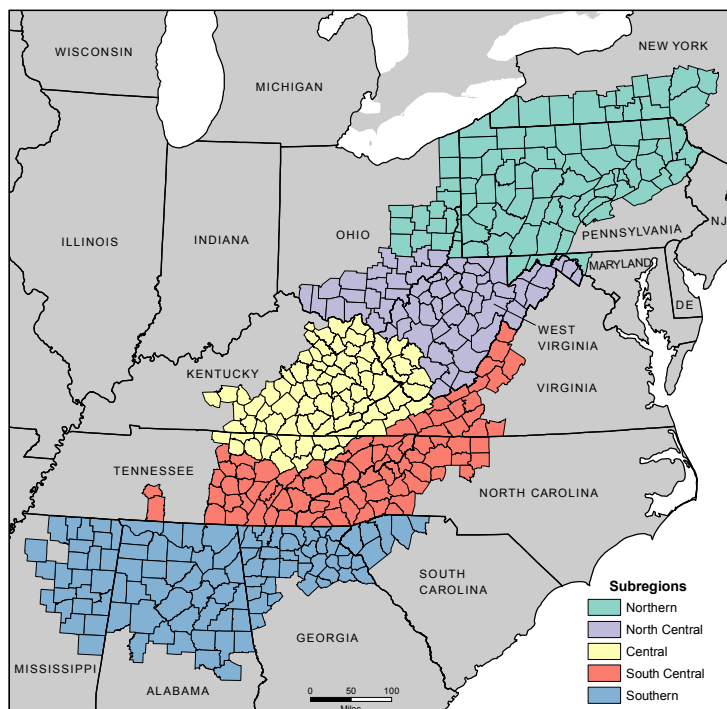 WISCONSIN
NEW YORK
MICHIGAN
ILLINOIS
INDIANA
OHIO
PENNSYLVANIA
NJ
MARYLAND
DE
WEST
VIRGINIA
KENTUCKY
VIRGINIA
TENNESSEE
NORTH CAROLINA
SOUTH
CAROLINA
GEORGIA
MISSISSIPPI
ALABAMA
Subregions
Northern
North Central
Central
South Central
Southern
0 50 100
Miles